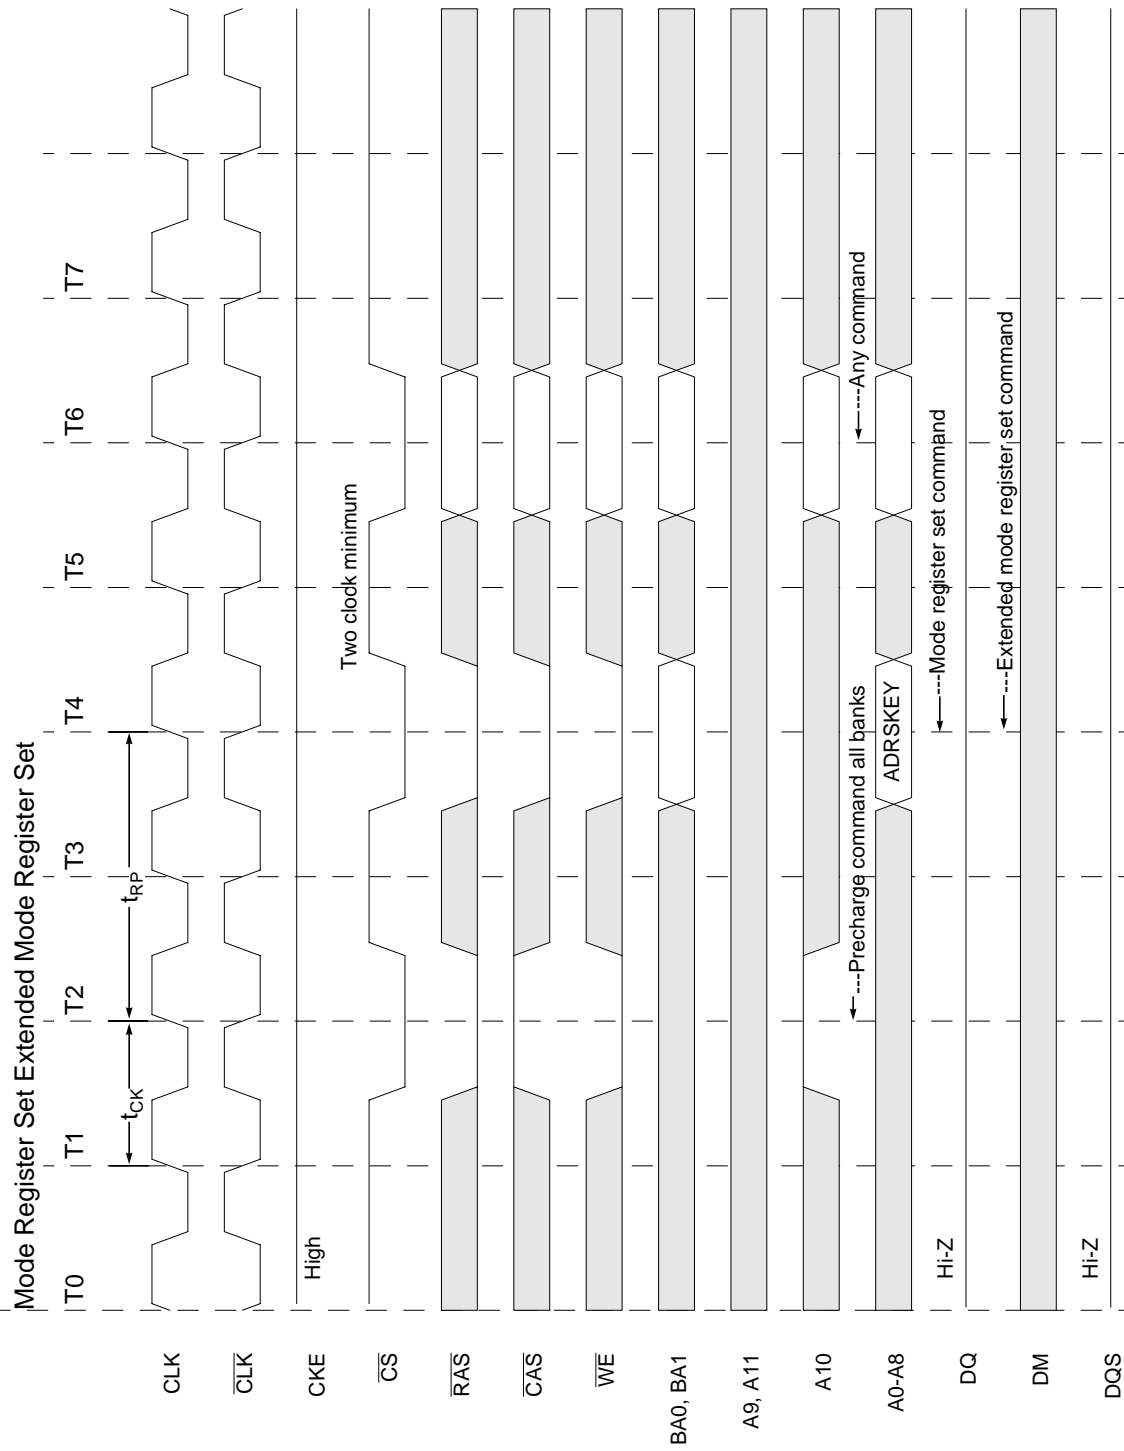 Mode Register Set Extended Mode Register Set
T0 T1 T2 T3 T4 T5 T6 T7
tCK tRP
CLK
CLK
CKE
High
Two clock minimum
CS
RAS
CAS
WE
BA0, BA1
A9, A11
A10
Precharge command all banks
Any command
A0-A8
ADRSKEY
Hi-Z
Mode register set command
DQ
Extended mode register set command
DM
Hi-Z
DQS